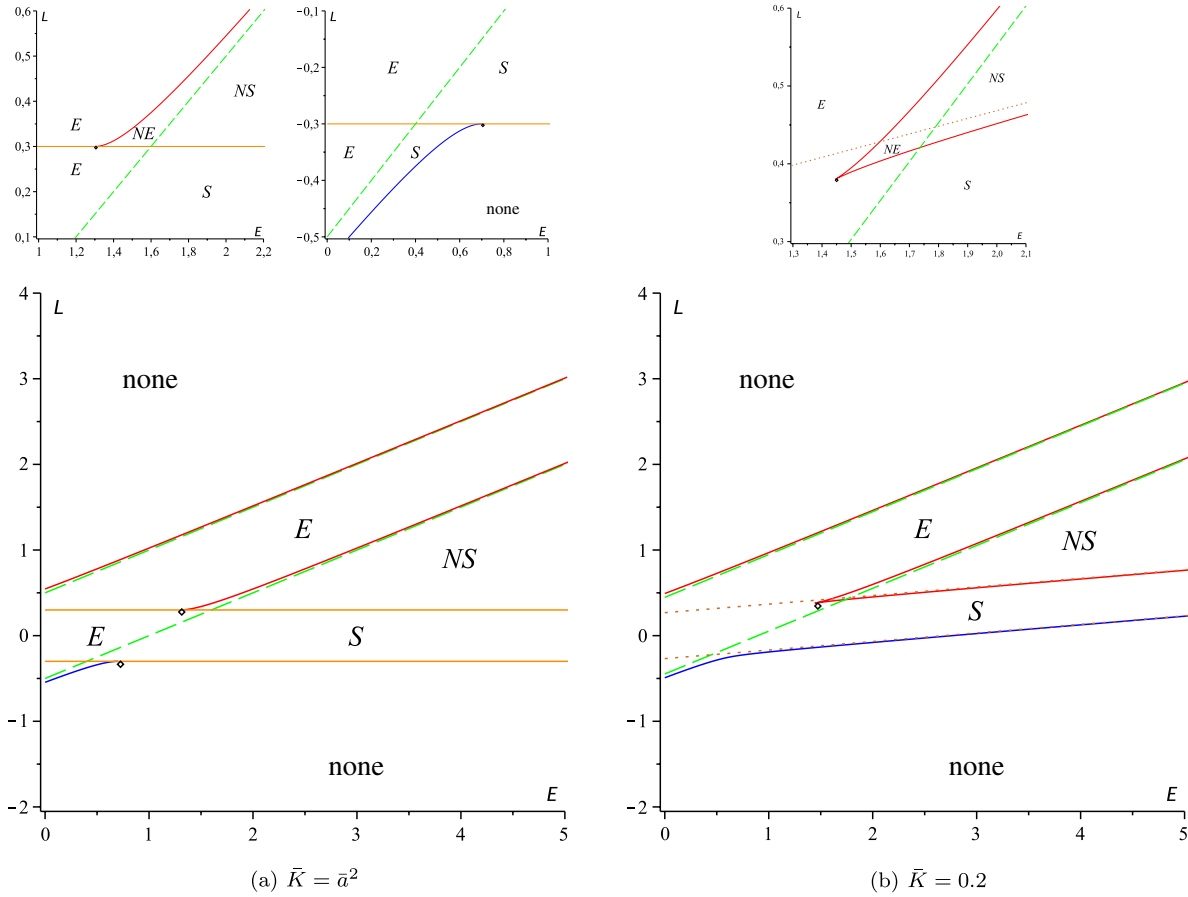 0,6
L
0,5
0,4
0,3
0,2
0,1
1
1,2
1,4
1,6
1,8
2
2,2
E
E
NE
NS
E
S
−0,1
L
−0,2
−0,3
−0,4
−0,5
0
0,2
0,4
0,6
0,8
1
E
E
S
E
S
none
0,6
L
0,5
0,4
0,3
1,3
1,4
1,5
1,6
1,7
1,8
1,9
2,0
2,1
E
E
NS
NE
S
4
L
3
2
1
0
−1
−2
0
1
2
3
4
5
E
none
E
NS
E
S
none
(a) K̄ = ā²
4
L
3
2
1
0
−1
−2
0
1
2
3
4
5
E
none
E
NS
S
none
(b) K̄ = 0.2